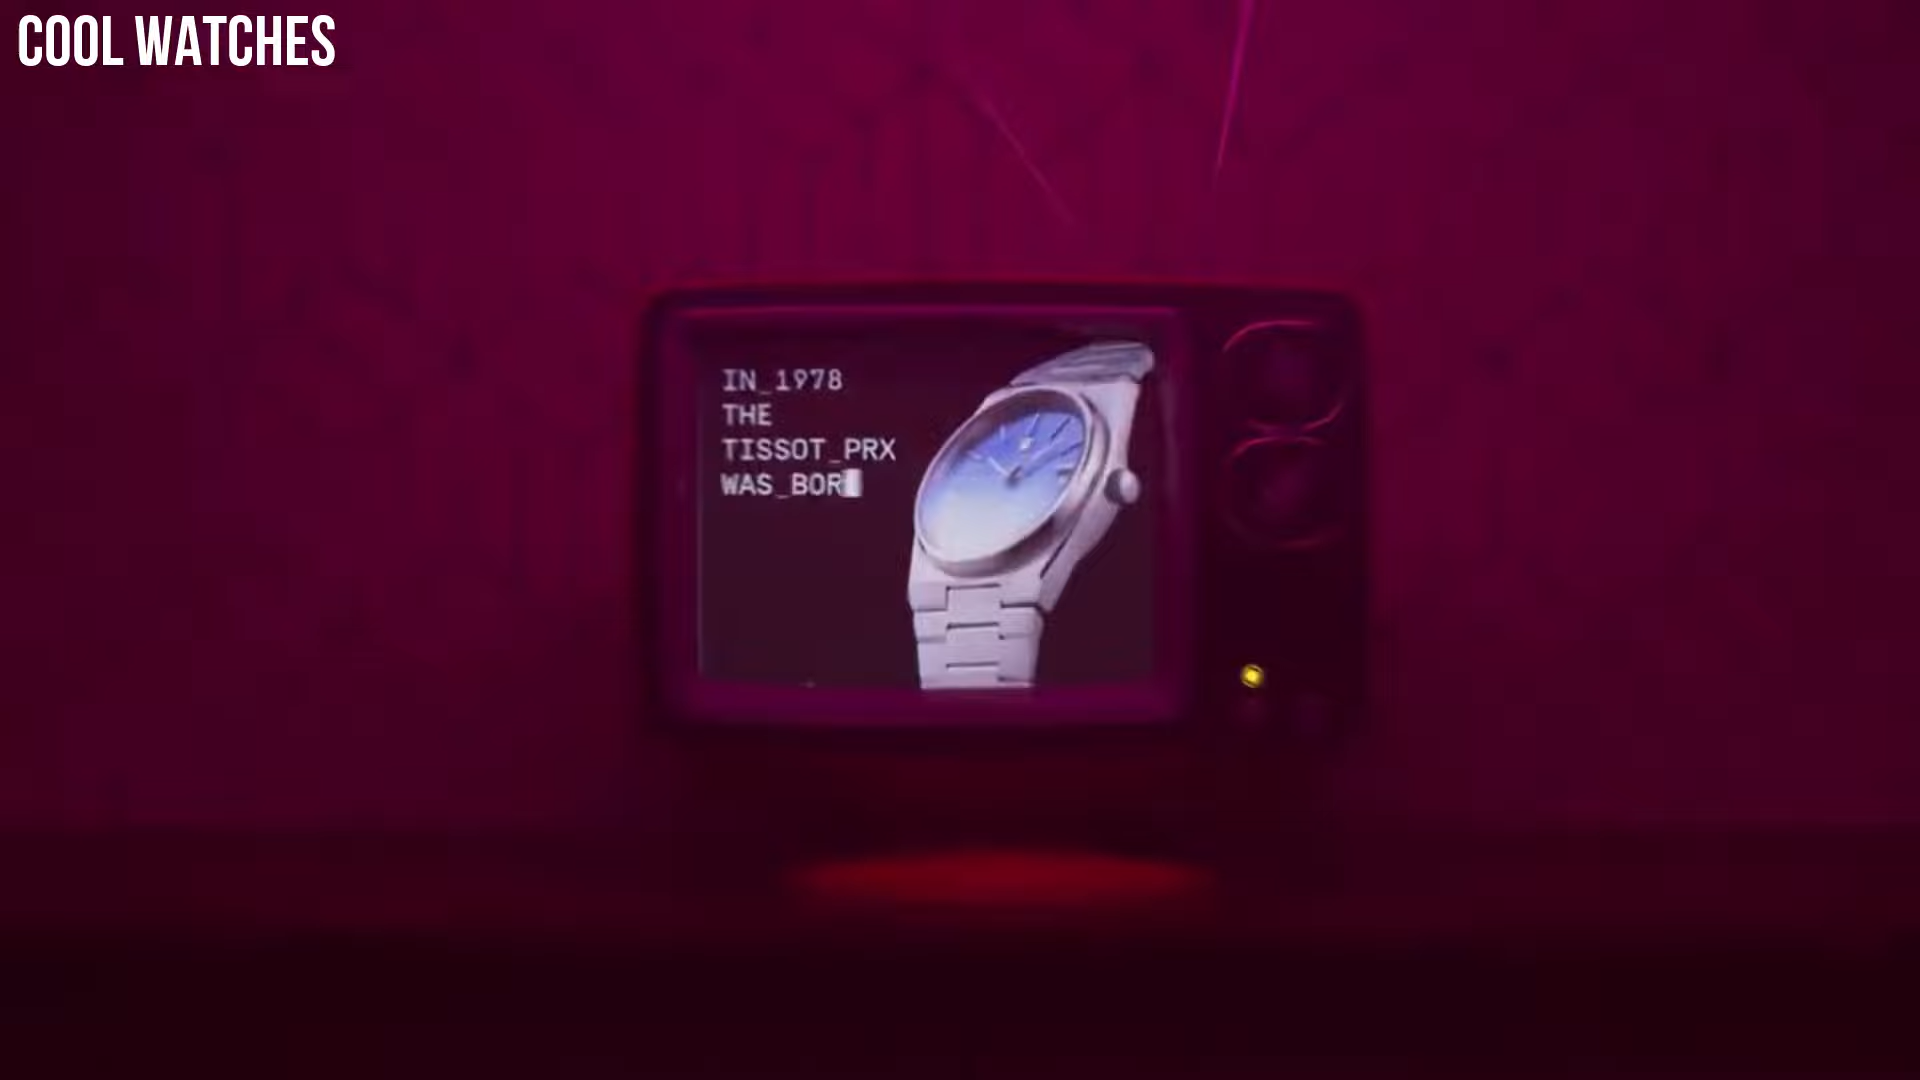 COOL WATCHES
IN_1978
THE
TISSOT_PRX
WAS_BOR